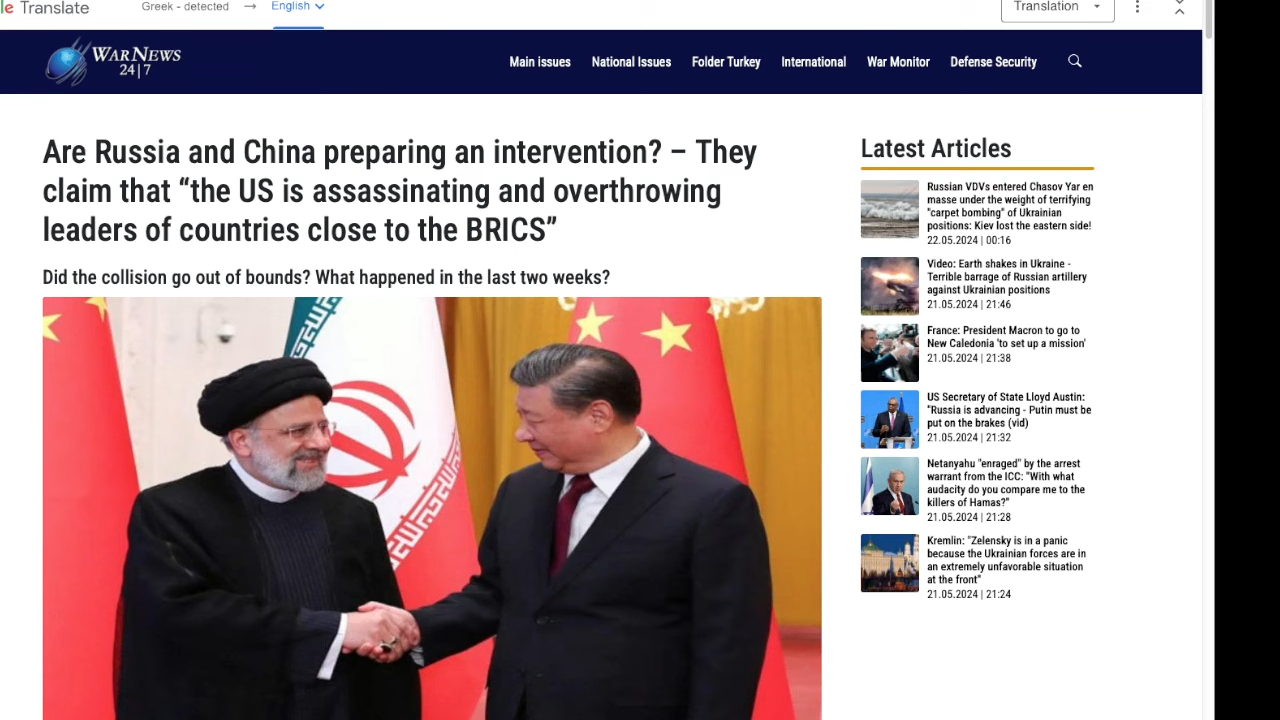 e Translate
Greek - detected
→
English
Translation
WAR NEWS
24|7
Main issues
National Issues
Folder Turkey
International
War Monitor
Defense Security
Are Russia and China preparing an intervention? – They
claim that “the US is assassinating and overthrowing
leaders of countries close to the BRICS”
Did the collision go out of bounds? What happened in the last two weeks?
Latest Articles
Russian VDVs entered Chasov Yar en
masse under the weight of terrifying
"carpet bombing" of Ukrainian
positions: Kiev lost the eastern side!
22.05.2024 | 00:16
Video: Earth shakes in Ukraine -
Terrible barrage of Russian artillery
against Ukrainian positions
21.05.2024 | 21:46
France: President Macron to go to
New Caledonia 'to set up a mission'
21.05.2024 | 21:38
US Secretary of State Lloyd Austin:
"Russia is advancing - Putin must be
put on the brakes (vid)
21.05.2024 | 21:32
Netanyahu "enraged" by the arrest
warrant from the ICC: "With what
audacity do you compare me to the
killers of Hamas?"
21.05.2024 | 21:28
Kremlin: "Zelensky is in a panic
because the Ukrainian forces are in
an extremely unfavorable situation
at the front"
21.05.2024 | 21:24